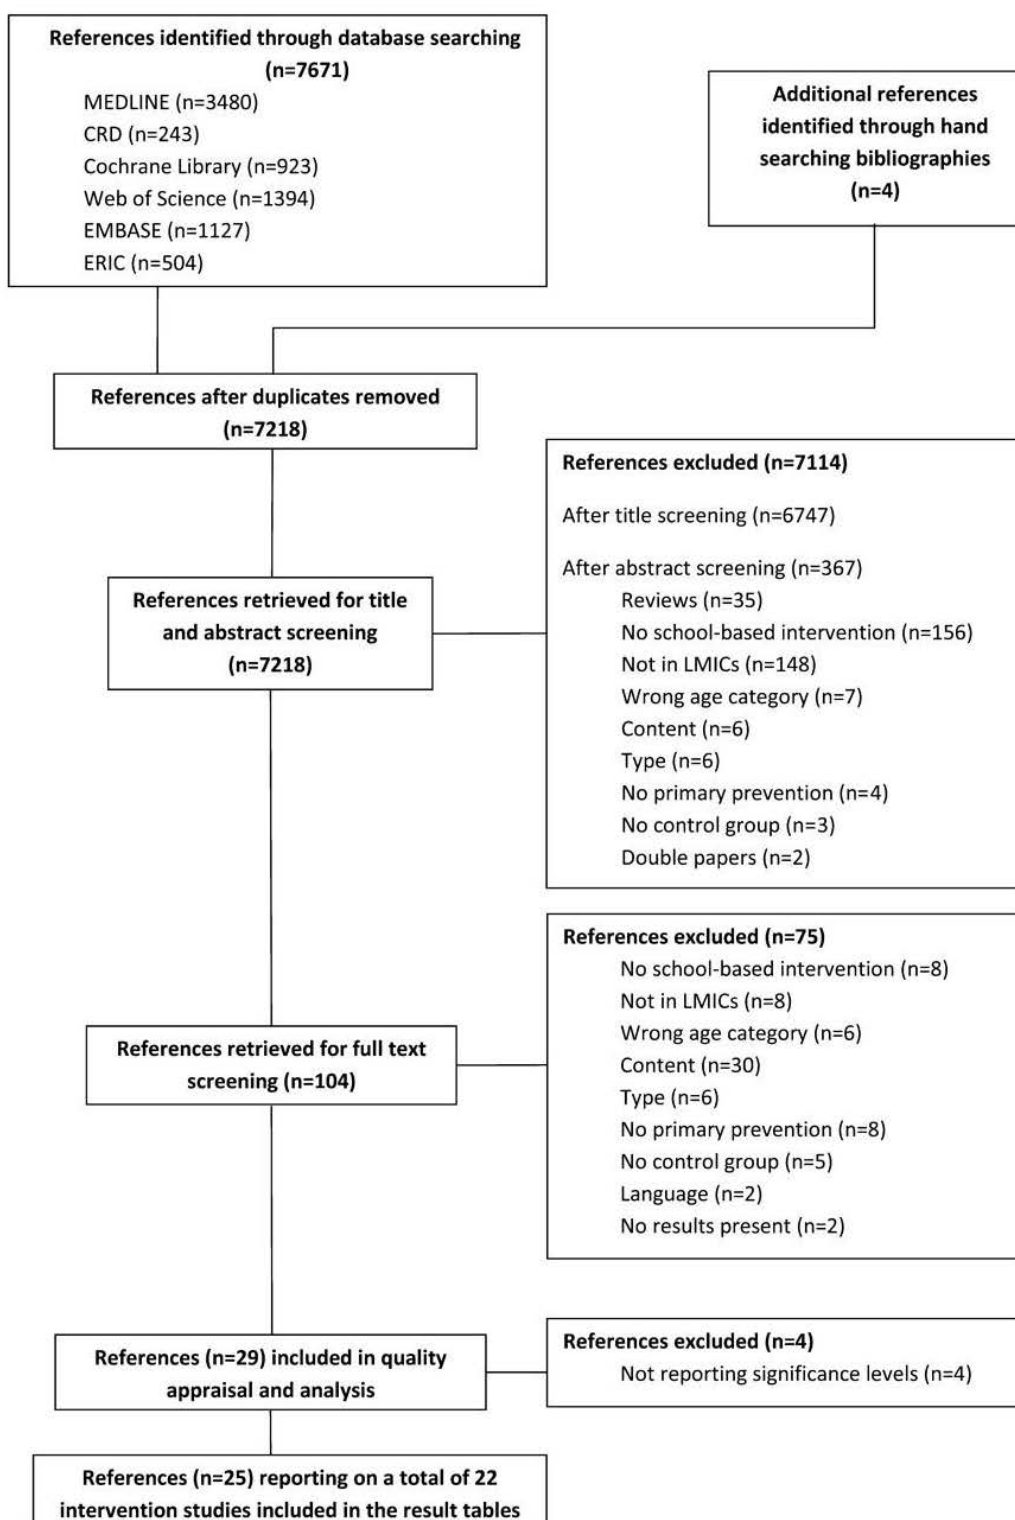 References identified through database searching
(n=7671)
MEDLINE (n=3480)
CRD (n=243)
Cochrane Library (n=923)
Web of Science (n=1394)
EMBASE (n=1127)
ERIC (n=504)
Additional references
identified through hand
searching bibliographies
(n=4)
References after duplicates removed
(n=7218)
References excluded (n=7114)
After title screening (n=6747)
After abstract screening (n=367)
Reviews (n=35)
No school-based intervention (n=156)
Not in LMICs (n=148)
Wrong age category (n=7)
Content (n=6)
Type (n=6)
No primary prevention (n=4)
No control group (n=3)
Double papers (n=2)
References retrieved for title
and abstract screening
(n=7218)
References excluded (n=75)
No school-based intervention (n=8)
Not in LMICs (n=8)
Wrong age category (n=6)
Content (n=30)
Type (n=6)
No primary prevention (n=8)
No control group (n=5)
Language (n=2)
No results present (n=2)
References retrieved for full text
screening (n=104)
References (n=29) included in quality
appraisal and analysis
References excluded (n=4)
Not reporting significance levels (n=4)
References (n=25) reporting on a total of 22
intervention studies included in the result tables